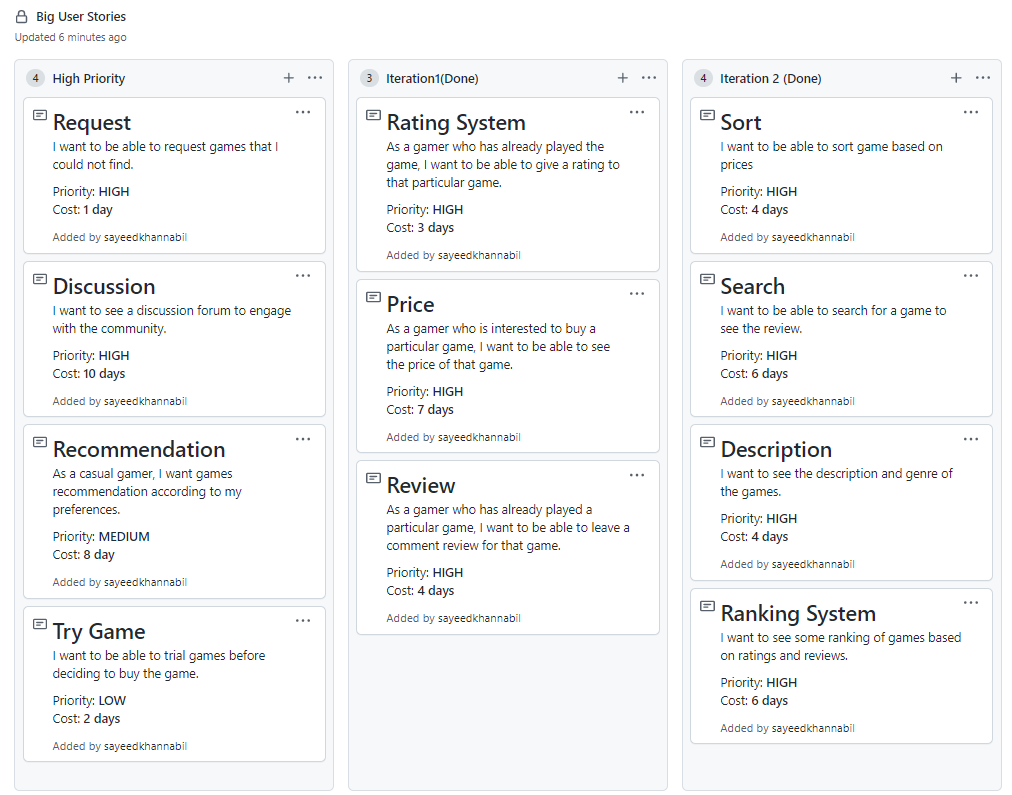 Big User Stories
Updated 6 minutes ago
4 High Priority
Request
I want to be able to request games that I
could not find.
Priority: HIGH
Cost: 1 day
Added by sayeedkhannabil
Discussion
I want to see a discussion forum to engage
with the community.
Priority: HIGH
Cost: 10 days
Added by sayeedkhannabil
Recommendation
As a casual gamer, I want games
recommendation according to my
preferences.
Priority: MEDIUM
Cost: 8 day
Added by sayeedkhannabil
Try Game
I want to be able to trial games before
deciding to buy the game.
Priority: LOW
Cost: 2 days
Added by sayeedkhannabil
3 Iteration1(Done)
Rating System
As a gamer who has already played the
game, I want to be able to give a rating to
that particular game.
Priority: HIGH
Cost: 3 days
Added by sayeedkhannabil
Price
As a gamer who is interested to buy a
particular game, I want to be able to see
the price of that game.
Priority: HIGH
Cost: 7 days
Added by sayeedkhannabil
Review
As a gamer who has already played a
particular game, I want to be able to leave a
comment review for that game.
Priority: HIGH
Cost: 4 days
Added by sayeedkhannabil
4 Iteration 2 (Done)
Sort
I want to be able to sort game based on
prices
Priority: HIGH
Cost: 4 days
Added by sayeedkhannabil
Search
I want to be able to search for a game to
see the review.
Priority: HIGH
Cost: 6 days
Added by sayeedkhannabil
Description
I want to see the description and genre of
the games.
Priority: HIGH
Cost: 4 days
Added by sayeedkhannabil
Ranking System
I want to see some ranking of games based
on ratings and reviews.
Priority: HIGH
Cost: 6 days
Added by sayeedkhannabil